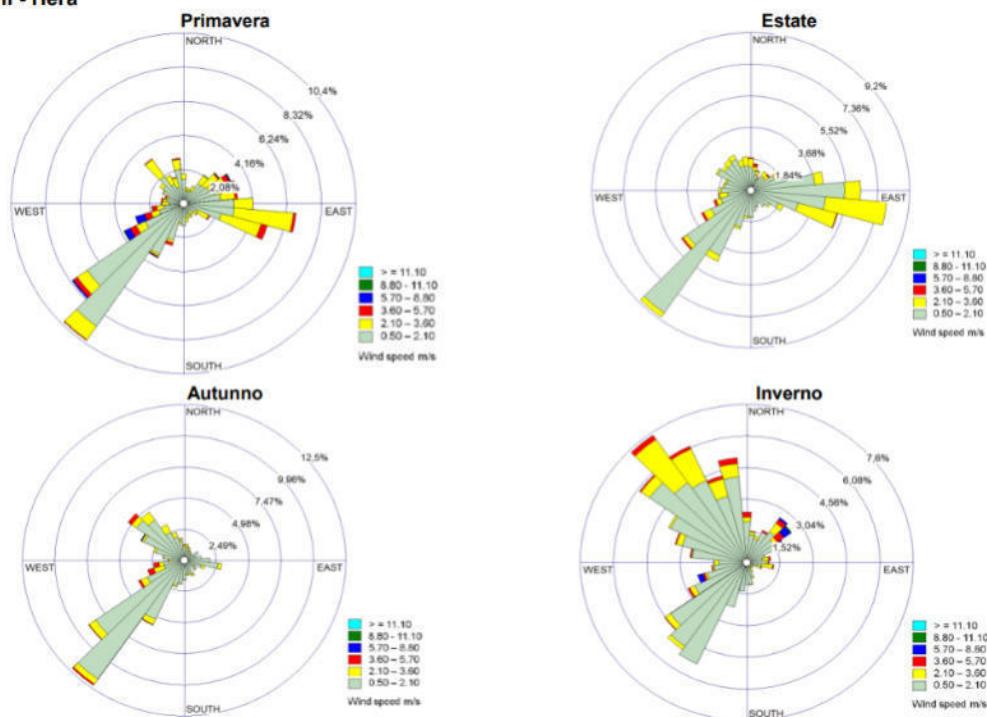 - Hera
Primavera
NORTH
10,4%
8,32%
6,24%
4,16%
2,08%
WEST
EAST
SOUTH
> = 11.10
8.80 - 11.10
5.70 – 8.80
3.60 – 5.70
2.10 – 3.60
0.50 – 2.10
Wind speed m/s
Estate
NORTH
9,2%
7,36%
5,52%
3,68%
1,84%
WEST
EAST
SOUTH
> = 11.10
8.80 - 11.10
5.70 – 8.80
3.60 – 5.70
2.10 – 3.60
0.50 – 2.10
Wind speed m/s
Autunno
NORTH
12,5%
9,96%
7,47%
4,98%
2,49%
WEST
EAST
SOUTH
> = 11.10
8.80 - 11.10
5.70 – 8.80
3.60 – 5.70
2.10 – 3.60
0.50 – 2.10
Wind speed m/s
Inverno
NORTH
7,6%
6,08%
4,56%
3,04%
1,52%
WEST
EAST
SOUTH
> = 11.10
8.80 - 11.10
5.70 – 8.80
3.60 – 5.70
2.10 – 3.60
0.50 – 2.10
Wind speed m/s